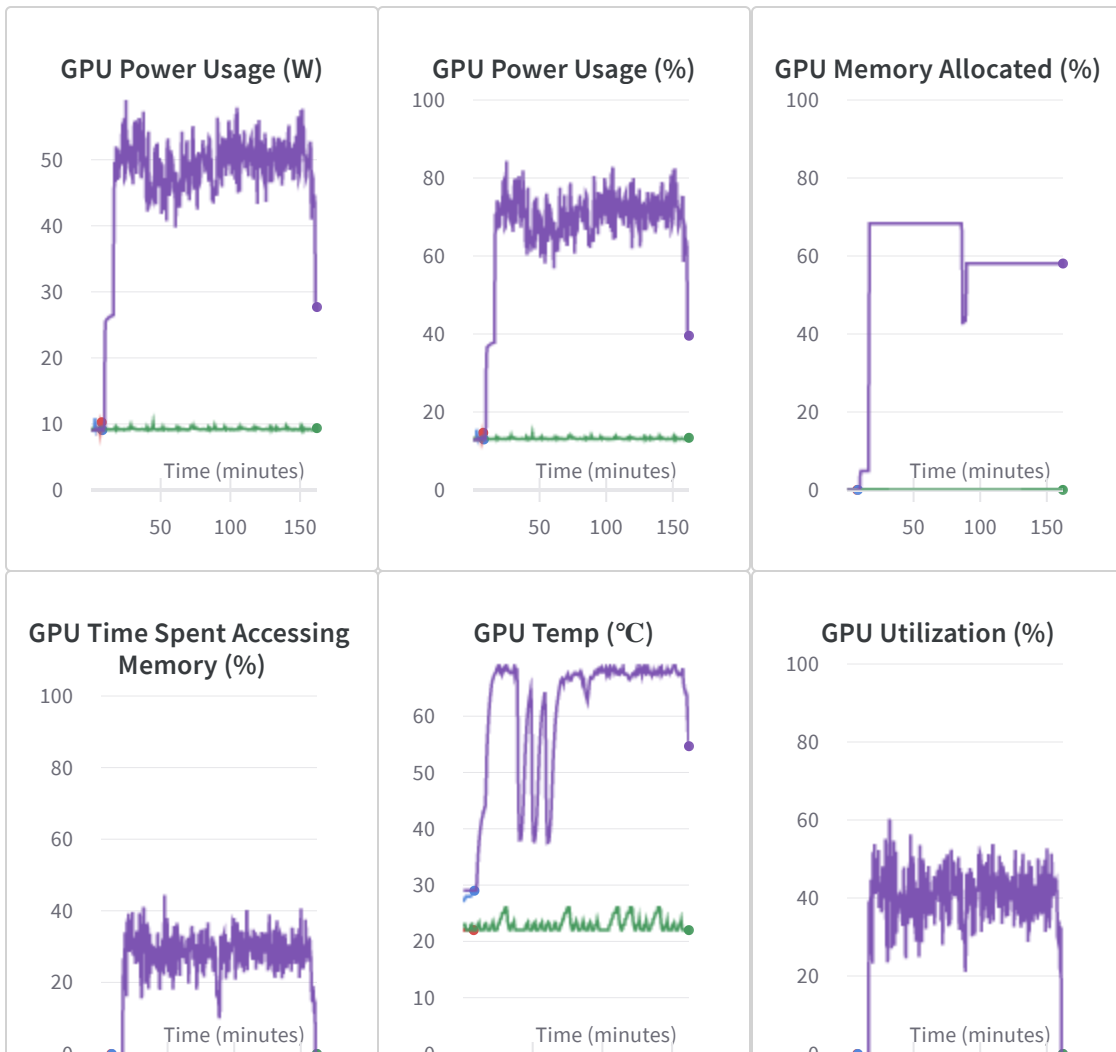 GPU Power Usage (W)
50
40
30
20
10
0
Time (minutes)
50 100 150
GPU Power Usage (%)
100
80
60
40
20
0
Time (minutes)
50 100 150
GPU Memory Allocated (%)
100
80
60
40
20
0
Time (minutes)
50 100 150
GPU Time Spent Accessing
Memory (%)
100
80
60
40
20
0
Time (minutes)
GPU Temp (℃)
60
50
40
30
20
10
0
Time (minutes)
GPU Utilization (%)
100
80
60
40
20
0
Time (minutes)